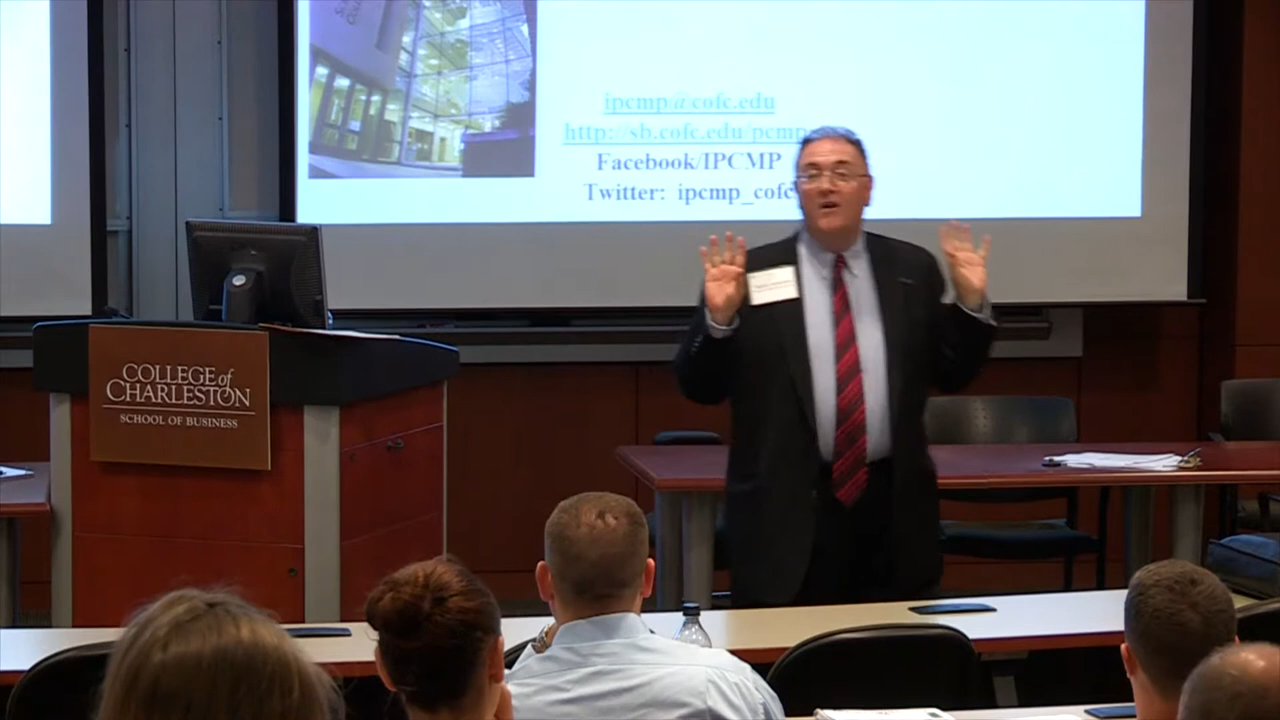 ipcmp@cofc.edu
http://sb.cofc.edu/pcmp
Facebook/IPCMP
Twitter: ipcmp_cofc
COLLEGE of
CHARLESTON
SCHOOL OF BUSINESS